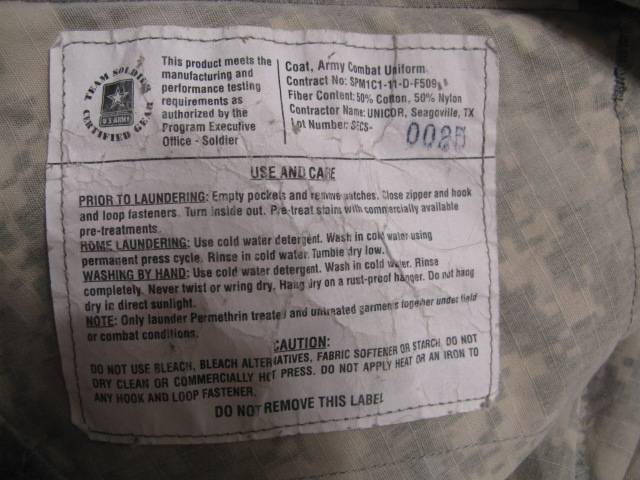 TEAM SOLDIER
CERTIFIED GEAR
U.S. ARMY
This product meets the
manufacturing and
performance testing
requirements as
authorized by the
Program Executive
Office - Soldier
Coat, Army Combat Uniform
Contract No: SPM1C1-11-D-F509
Fiber Content: 50% Cotton, 50% Nylon
Contractor Name: UNICOR, Seagoville, TX
Lot Number: SECS-
0025
USE AND CARE
PRIOR TO LAUNDERING: Empty pockets and remove patches. Close zipper and hook
and loop fasteners. Turn inside out. Pre-treat stains with commercially available
pre-treatments.
HOME LAUNDERING: Use cold water detergent. Wash in cold water using
permanent press cycle. Rinse in cold water. Tumble dry low.
WASHING BY HAND: Use cold water detergent. Wash in cold water. Rinse
completely. Never twist or wring dry. Hang dry on a rust-proof hanger. Do not hang
dry in direct sunlight.
NOTE: Only launder Permethrin treated and untreated garments together under field
or combat conditions.
CAUTION:
DO NOT USE BLEACH, BLEACH ALTERNATIVES, FABRIC SOFTENER OR STARCH. DO NOT
DRY CLEAN OR COMMERCIALLY HOT PRESS. DO NOT APPLY HEAT OR AN IRON TO
ANY HOOK AND LOOP FASTENER.
DO NOT REMOVE THIS LABEL